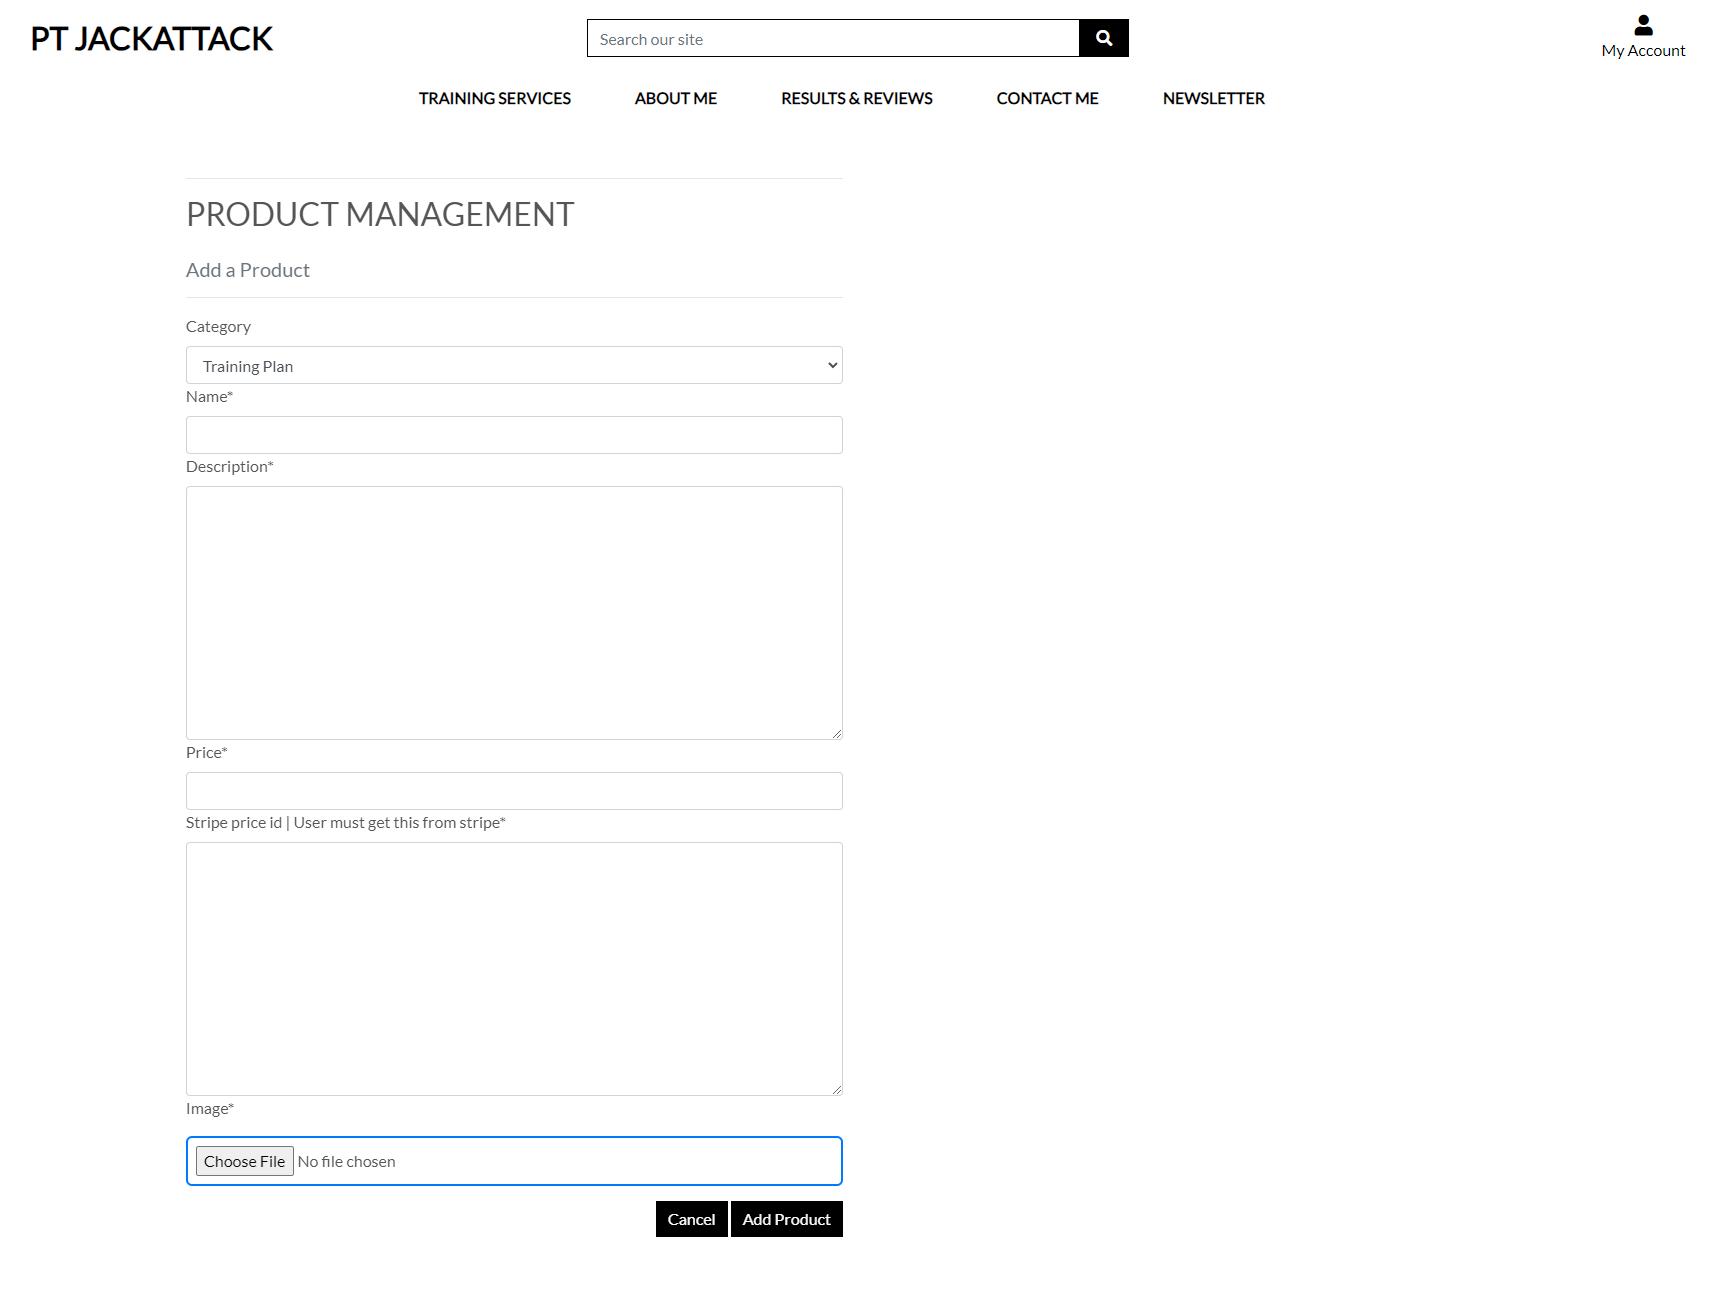 PT JACKATTACK
Search our site
My Account
TRAINING SERVICES
ABOUT ME
RESULTS & REVIEWS
CONTACT ME
NEWSLETTER
PRODUCT MANAGEMENT
Add a Product
Category
Training Plan
Name*
Description*
Price*
Stripe price id | User must get this from stripe*
Image*
Choose File No file chosen
Cancel
Add Product